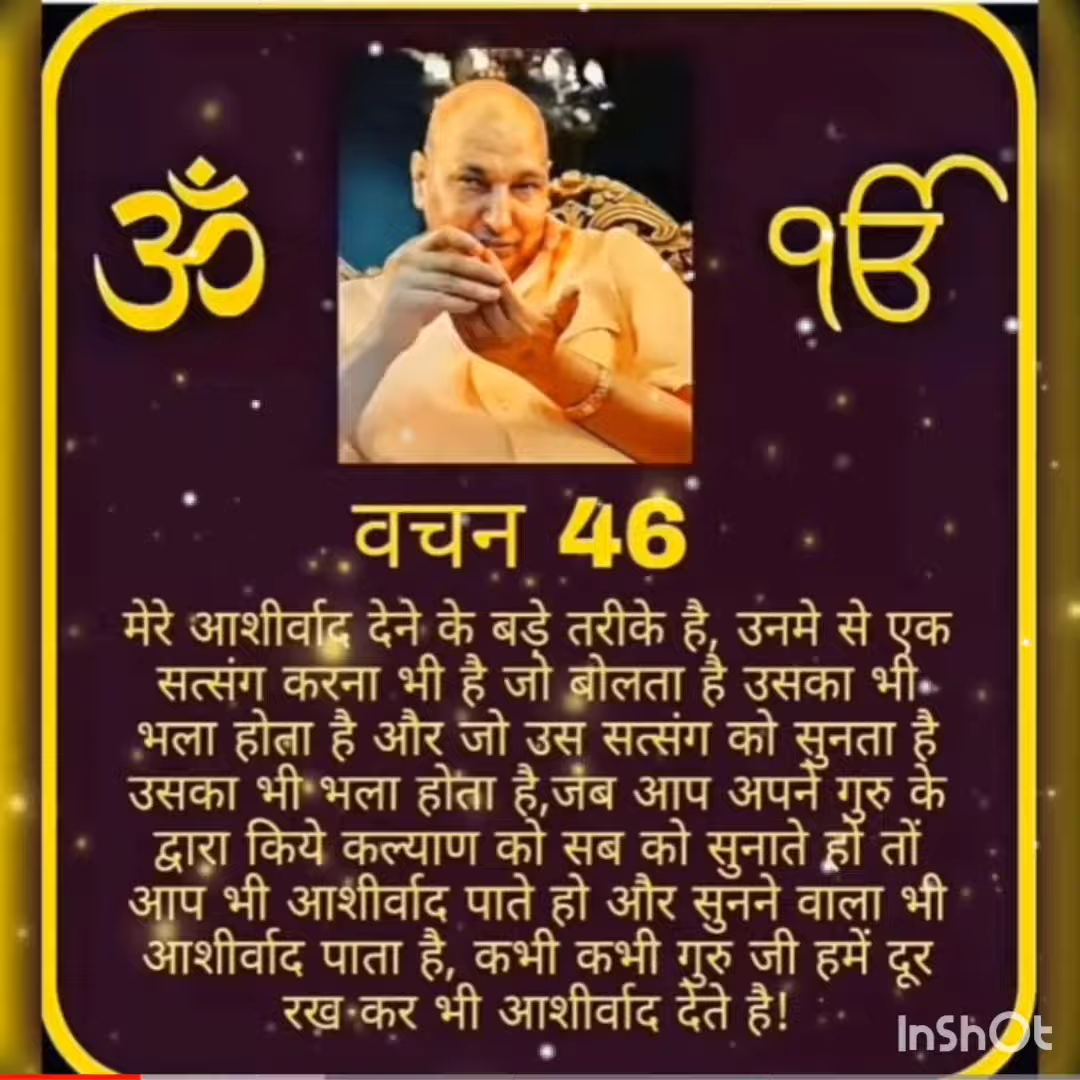 ॐ
ੴ
वचन 46
मेरे आशीर्वाद देने के बड़े तरीके है, उनमे से एक
सत्संग करना भी है जो बोलता है उसका भी
भला होता है और जो उस सत्संग को सुनता है
उसका भी भला होता है,जब आप अपने गुरु के
द्वारा किये कल्याण को सब को सुनाते हो तों
आप भी आशीर्वाद पाते हो और सुनने वाला भी
आशीर्वाद पाता है, कभी कभी गुरु जी हमें दूर
रख कर भी आशीर्वाद देते है!
InShOt